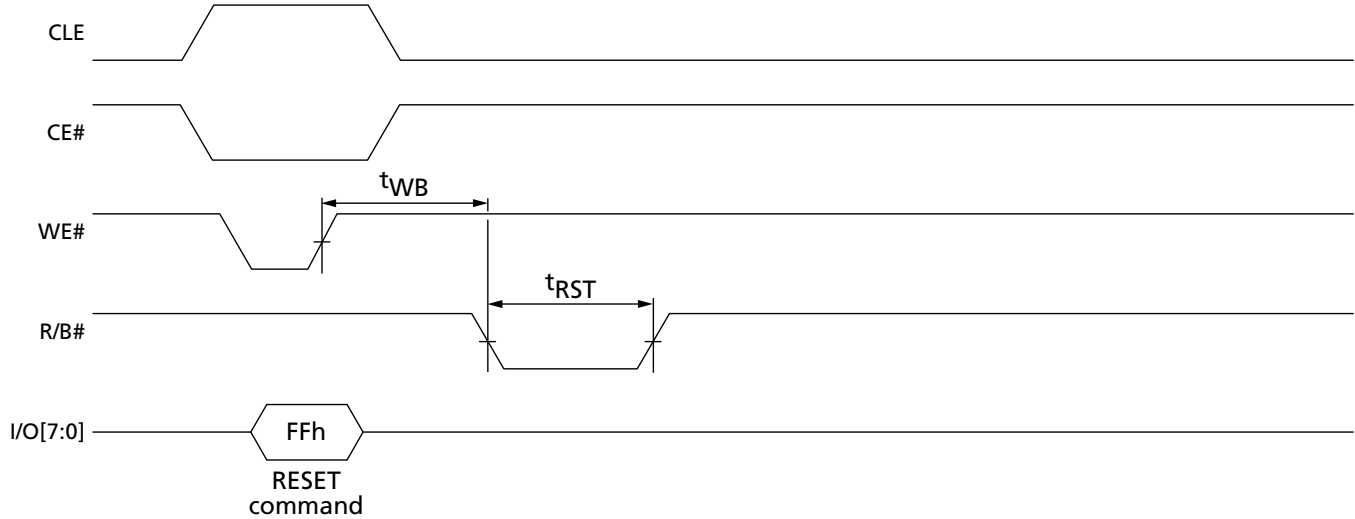 CLE
CE#
tWB
WE#
tRST
R/B#
I/O[7:0]
FFh
RESET
command